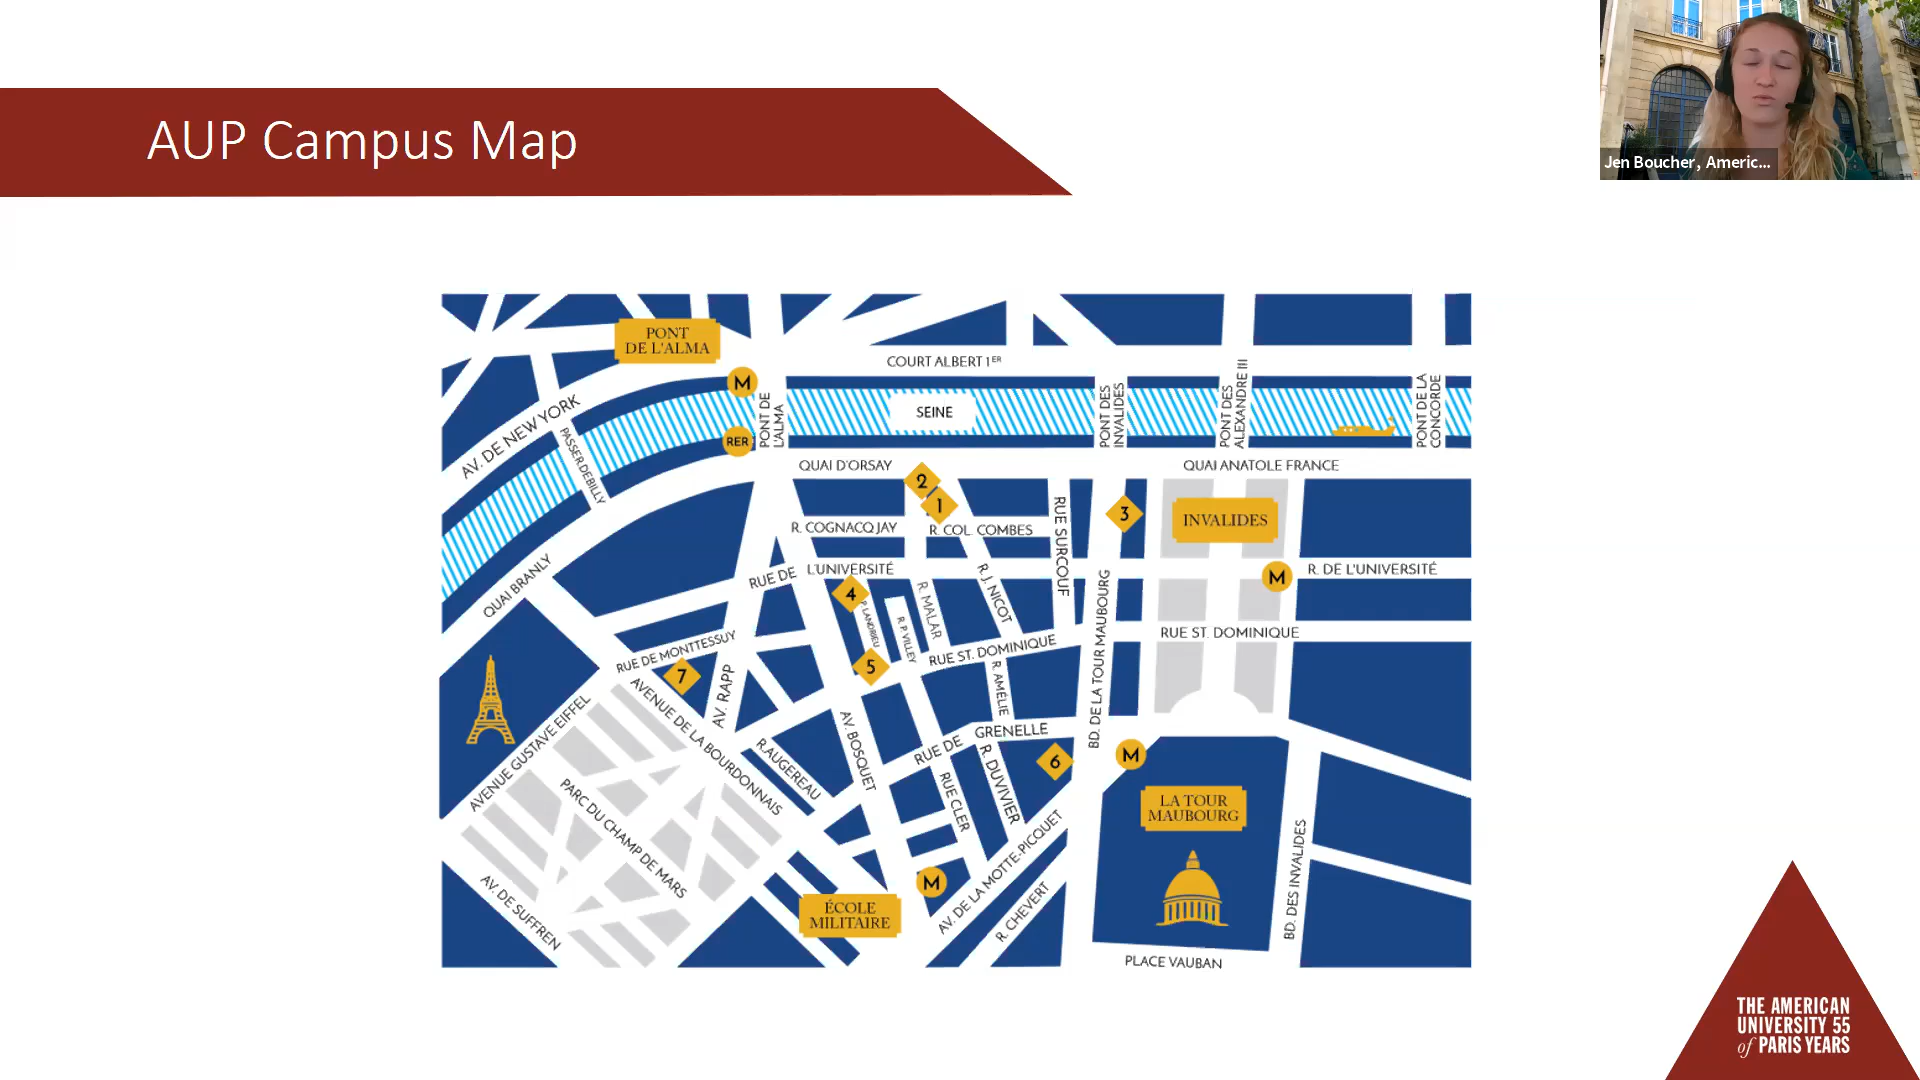 AUP Campus Map
Jen Boucher, Americ...
PONT
DE L'ALMA
M
COURT ALBERT 1ER
AV. DE NEW YORK
PASSER.DEBILLY
SEINE
RER
PONT DE
L'ALMA
PONT DES
INVALIDES
PONT DES
ALEXANDRE III
PONT DE LA
CONCORDE
QUAI D'ORSAY
QUAI ANATOLE FRANCE
2
1
3
INVALIDES
R. COGNACQ JAY
R. COL. COMBES
RUE SURCOUF
QUAI BRANLY
RUE DE L'UNIVERSITÉ
R. DE L'UNIVERSITÉ
M
4
P. LANDRIEU
R. P. VILLEY
R. MALAR
R. J. NICOT
BD. DE LA TOUR MAUBOURG
RUE DE MONTTESSUY
RUE ST. DOMINIQUE
RUE ST. DOMINIQUE
7
5
AV. RAPP
R. AMÉLIE
AVENUE DE LA BOURDONNAIS
AVENUE GUSTAVE EIFFEL
R.AUGEREAU
AV. BOSQUET
RUE DE GRENELLE
6
M
R. DUVIVIER
RUE CLER
PARC DU CHAMP DE MARS
LA TOUR
MAUBOURG
AV. DE LA MOTTE-PICQUET
BD. DES INVALIDES
AV. DE SUFFREN
M
ÉCOLE
MILITAIRE
R. CHEVERT
PLACE VAUBAN
THE AMERICAN
UNIVERSITY 55
of PARIS YEARS